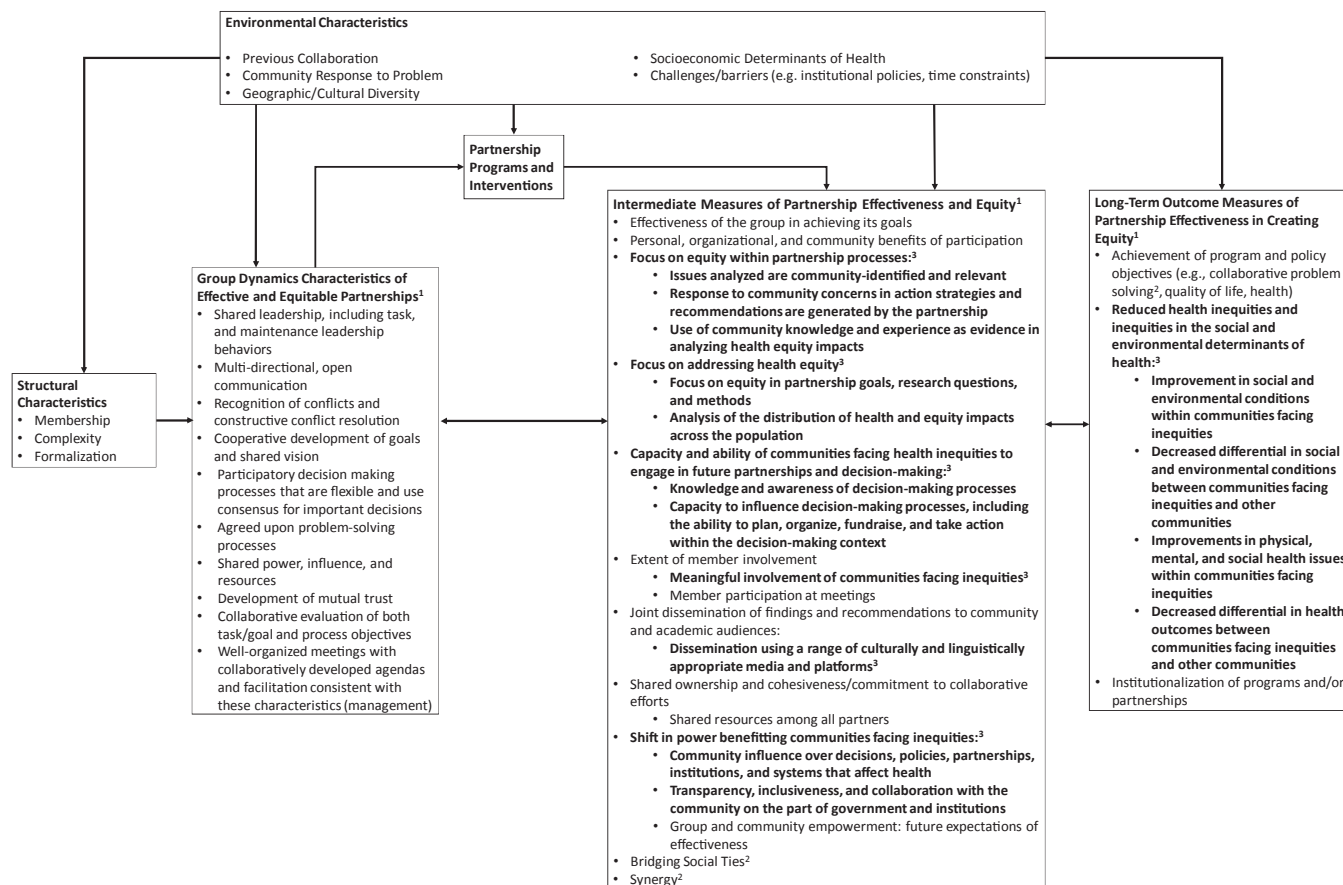 Environmental Characteristics
• Previous Collaboration
• Community Response to Problem
• Geographic/Cultural Diversity
• Socioeconomic Determinants of Health
• Challenges/barriers (e.g. institutional policies, time constraints)
Partnership
Programs and
Interventions
Structural
Characteristics
• Membership
• Complexity
• Formalization
Group Dynamics Characteristics of
Effective and Equitable Partnerships¹
• Shared leadership, including task,
and maintenance leadership
behaviors
• Multi-directional, open
communication
• Recognition of conflicts and
constructive conflict resolution
• Cooperative development of goals
and shared vision
• Participatory decision making
processes that are flexible and use
consensus for important decisions
• Agreed upon problem-solving
processes
• Shared power, influence, and
resources
• Development of mutual trust
• Collaborative evaluation of both
task/goal and process objectives
• Well-organized meetings with
collaboratively developed agendas
and facilitation consistent with
these characteristics (management)
Intermediate Measures of Partnership Effectiveness and Equity¹
• Effectiveness of the group in achieving its goals
• Personal, organizational, and community benefits of participation
• Focus on equity within partnership processes:³
• Issues analyzed are community-identified and relevant
• Response to community concerns in action strategies and
recommendations are generated by the partnership
• Use of community knowledge and experience as evidence in
analyzing health equity impacts
• Focus on addressing health equity³
• Focus on equity in partnership goals, research questions,
and methods
• Analysis of the distribution of health and equity impacts
across the population
• Capacity and ability of communities facing health inequities to
engage in future partnerships and decision-making:³
• Knowledge and awareness of decision-making processes
• Capacity to influence decision-making processes, including
the ability to plan, organize, fundraise, and take action
within the decision-making context
• Extent of member involvement
• Meaningful involvement of communities facing inequities³
• Member participation at meetings
• Joint dissemination of findings and recommendations to community
and academic audiences:
• Dissemination using a range of culturally and linguistically
appropriate media and platforms³
• Shared ownership and cohesiveness/commitment to collaborative
efforts
• Shared resources among all partners
• Shift in power benefitting communities facing inequities:³
• Community influence over decisions, policies, partnerships,
institutions, and systems that affect health
• Transparency, inclusiveness, and collaboration with the
community on the part of government and institutions
• Group and community empowerment: future expectations of
effectiveness
• Bridging Social Ties²
• Synergy²
Long-Term Outcome Measures of
Partnership Effectiveness in Creating
Equity¹
• Achievement of program and policy
objectives (e.g., collaborative problem
solving², quality of life, health)
• Reduced health inequities and
inequities in the social and
environmental determinants of
health:³
• Improvement in social and
environmental conditions
within communities facing
inequities
• Decreased differential in social
and environmental conditions
between communities facing
inequities and other
communities
• Improvements in physical,
mental, and social health issues
within communities facing
inequities
• Decreased differential in health
outcomes between
communities facing inequities
and other communities
• Institutionalization of programs and/or
partnerships